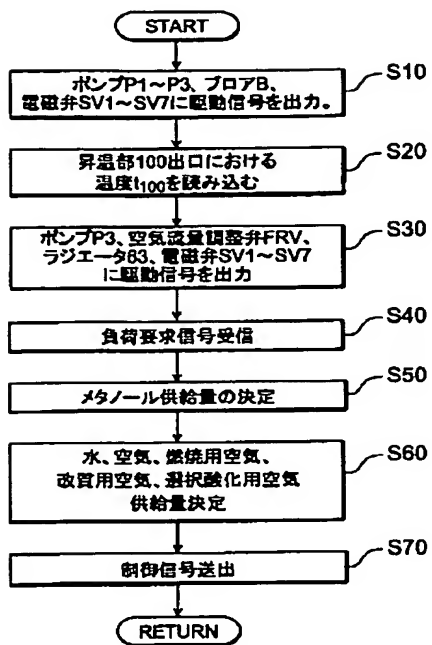 START
ポンプP1～P3、ブロアB、
電磁弁SV1～SV7に駆動信号を出力。
S10
昇温部100出口における
温度t100を読み込む
S20
ポンプP3、空気流量調整弁FRV、
ラジエータ83、電磁弁SV1～SV7
に駆動信号を出力
S30
負荷要求信号受信
S40
メタノール供給量の決定
S50
水、空気、燃焼用空気、
改質用空気、選択酸化用空気
供給量決定
S60
制御信号送出
S70
RETURN